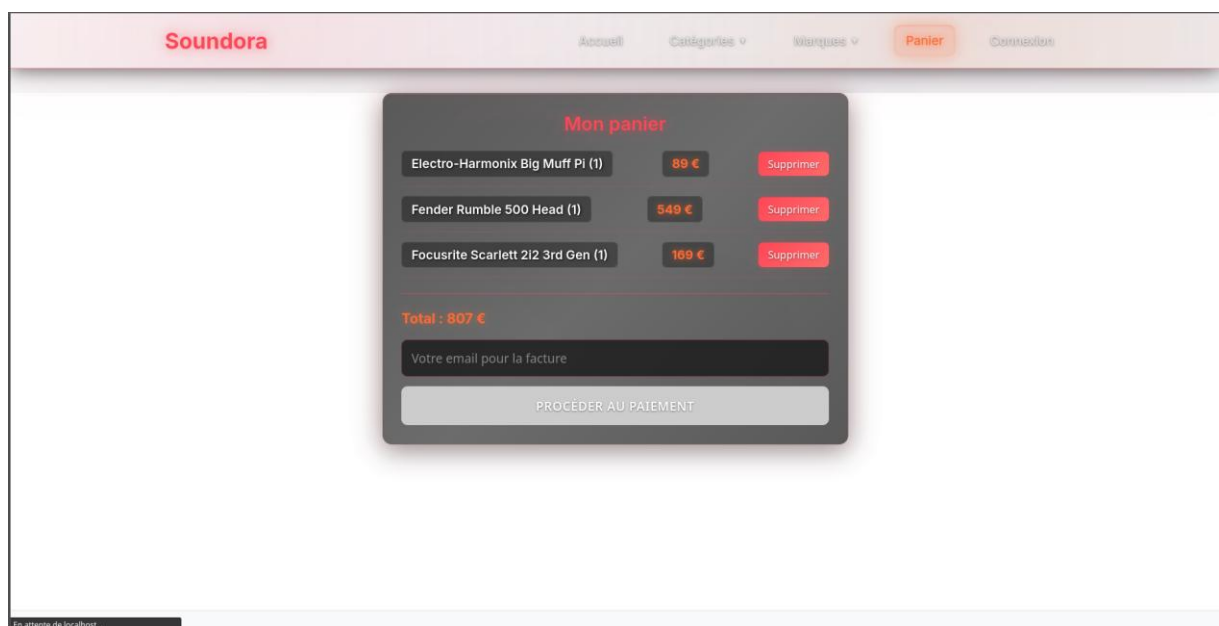 Soundora Accueil Catégories Marques Panier Connexion
Mon panier
Electro-Harmonix Big Muff Pi (1) 89 € Supprimer
Fender Rumble 500 Head (1) 549 € Supprimer
Focusrite Scarlett 2i2 3rd Gen (1) 169 € Supprimer
Total : 807 €
Votre email pour la facture
PROCÉDER AU PAIEMENT
En attente de localhost...